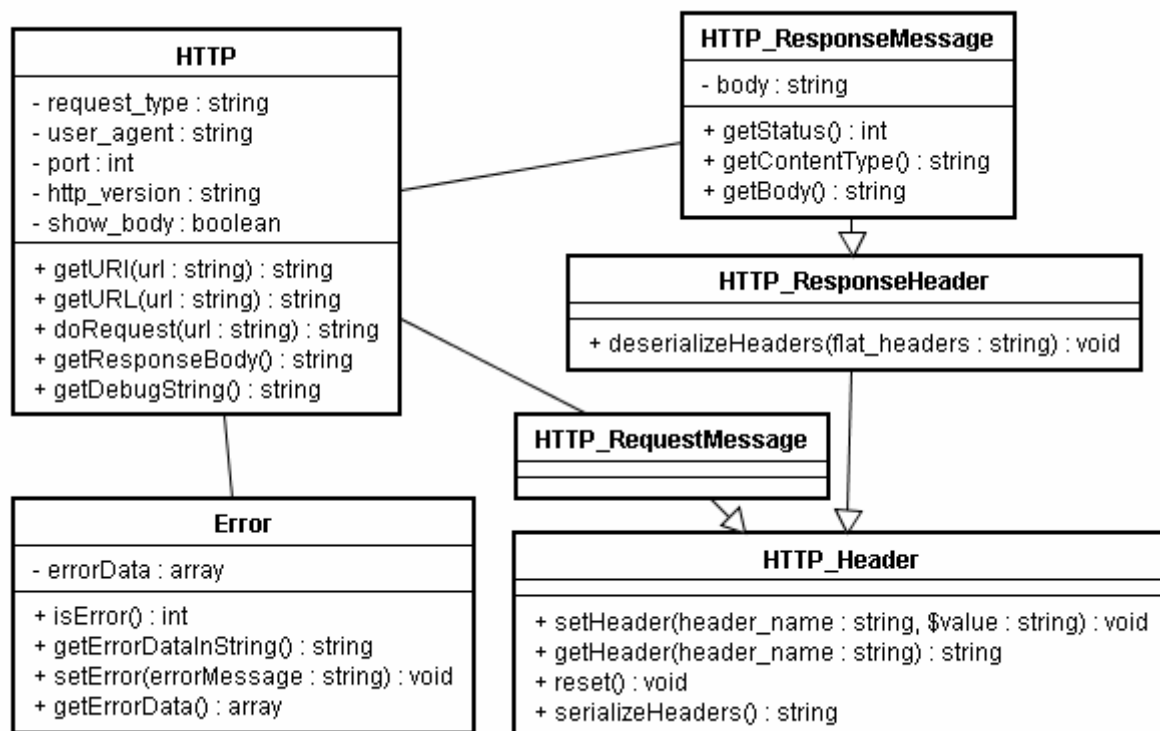 HTTP
- request_type : string
- user_agent : string
- port : int
- http_version : string
- show_body : boolean
+ getURI(url : string) : string
+ getURL(url : string) : string
+ doRequest(url : string) : string
+ getResponseBody() : string
+ getDebugString() : string
HTTP_ResponseMessage
- body : string
+ getStatus() : int
+ getContentType() : string
+ getBody() : string
HTTP_ResponseHeader
+ deserializeHeaders(flat_headers : string) : void
HTTP_RequestMessage
Error
- errorData : array
+ isError() : int
+ getErrorDataInString() : string
+ setError(errorMessage : string) : void
+ getErrorData() : array
HTTP_Header
+ setHeader(header_name : string, $value : string) : void
+ getHeader(header_name : string) : string
+ reset() : void
+ serializeHeaders() : string